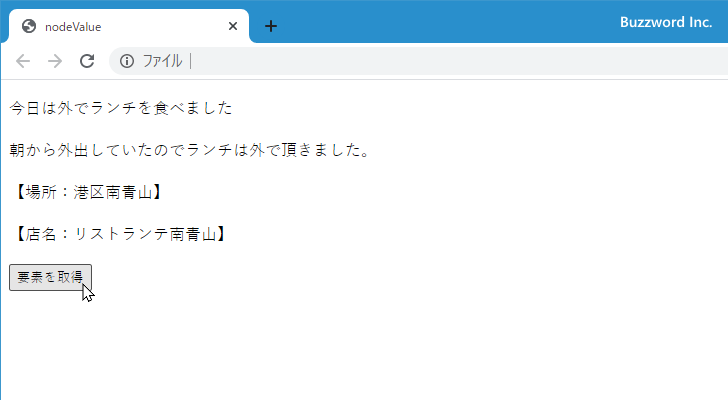 nodeValue
Buzzword Inc.
ファイル
今日は外でランチを食べました
朝から外出していたのでランチは外で頂きました。
【場所：港区南青山】
【店名：リストランテ南青山】
要素を取得